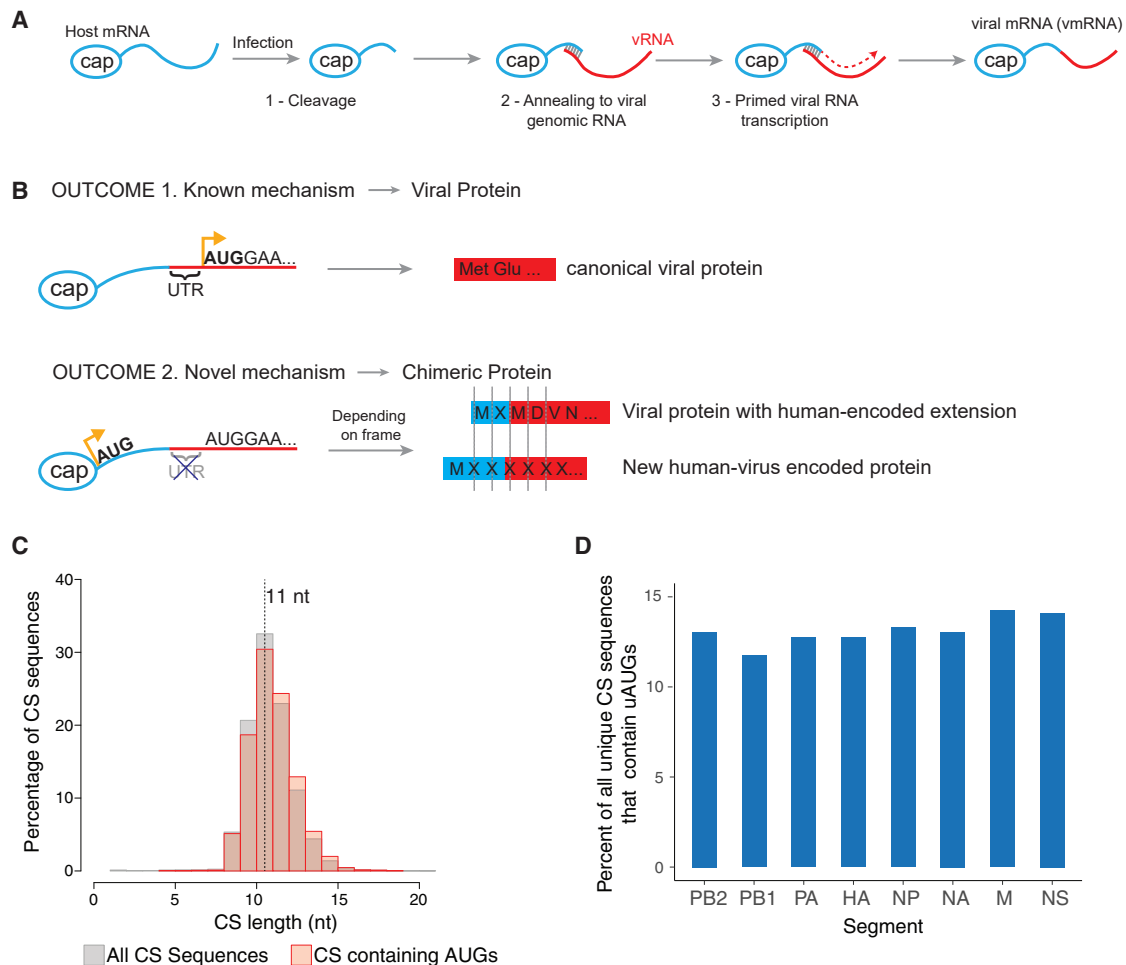 A
Host mRNA
cap
Infection
1 - Cleavage
cap
cap
vRNA
2 - Annealing to viral
genomic RNA
cap
3 - Primed viral RNA
transcription
viral mRNA (vmRNA)
cap
B
OUTCOME 1. Known mechanism
Viral Protein
cap
AUGGAA...
UTR
Met Glu ...
canonical viral protein
OUTCOME 2. Novel mechanism
Chimeric Protein
cap
AUG
AUGGAA...
UTR
Depending
on frame
M X M D V N ...
Viral protein with human-encoded extension
M X X X X X X...
New human-virus encoded protein
C
Percentage of CS sequences
40
30
20
10
0
11 nt
0 5 10 15 20
CS length (nt)
All CS Sequences
CS containing AUGs
D
Percent of all unique CS sequences
that contain uAUGs
15
10
5
0
PB2 PB1 PA HA NP NA M NS
Segment